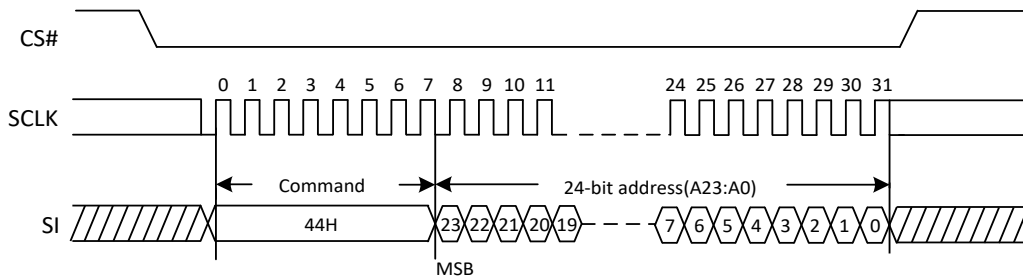 CS#
0 1 2 3 4 5 6 7 8 9 10 11 24 25 26 27 28 29 30 31
SCLK
Command 24-bit address(A23:A0)
SI 44H 23 22 21 20 19 7 6 5 4 3 2 1 0
MSB